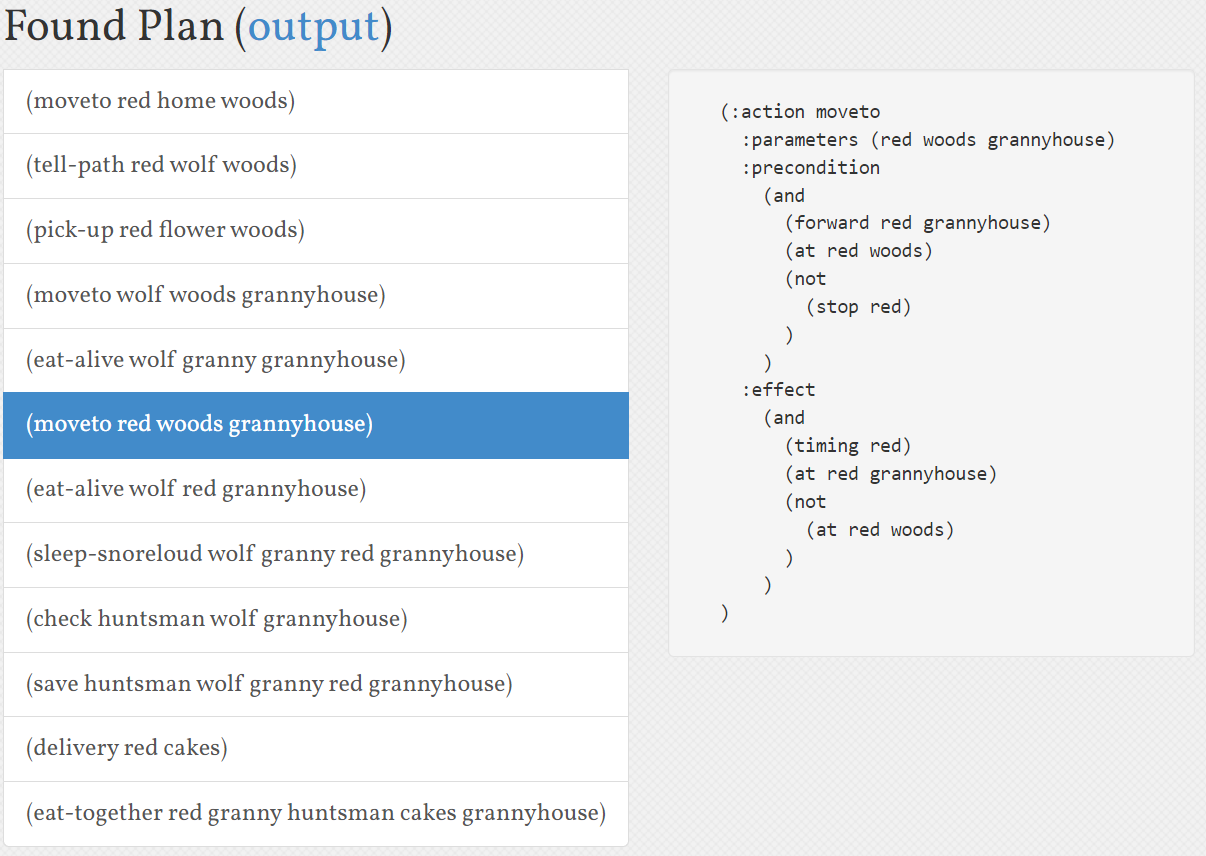 Found Plan (output)
(moveto red home woods)
(tell-path red wolf woods)
(pick-up red flower woods)
(moveto wolf woods grannyhouse)
(eat-alive wolf granny grannyhouse)
(moveto red woods grannyhouse)
(eat-alive wolf red grannyhouse)
(sleep-snoreloud wolf granny red grannyhouse)
(check huntsman wolf grannyhouse)
(save huntsman wolf granny red grannyhouse)
(delivery red cakes)
(eat-together red granny huntsman cakes grannyhouse)
(:action moveto
  :parameters (red woods grannyhouse)
  :precondition
    (and
      (forward red grannyhouse)
      (at red woods)
      (not
        (stop red)
      )
    )
  :effect
    (and
      (timing red)
      (at red grannyhouse)
      (not
        (at red woods)
      )
    )
)